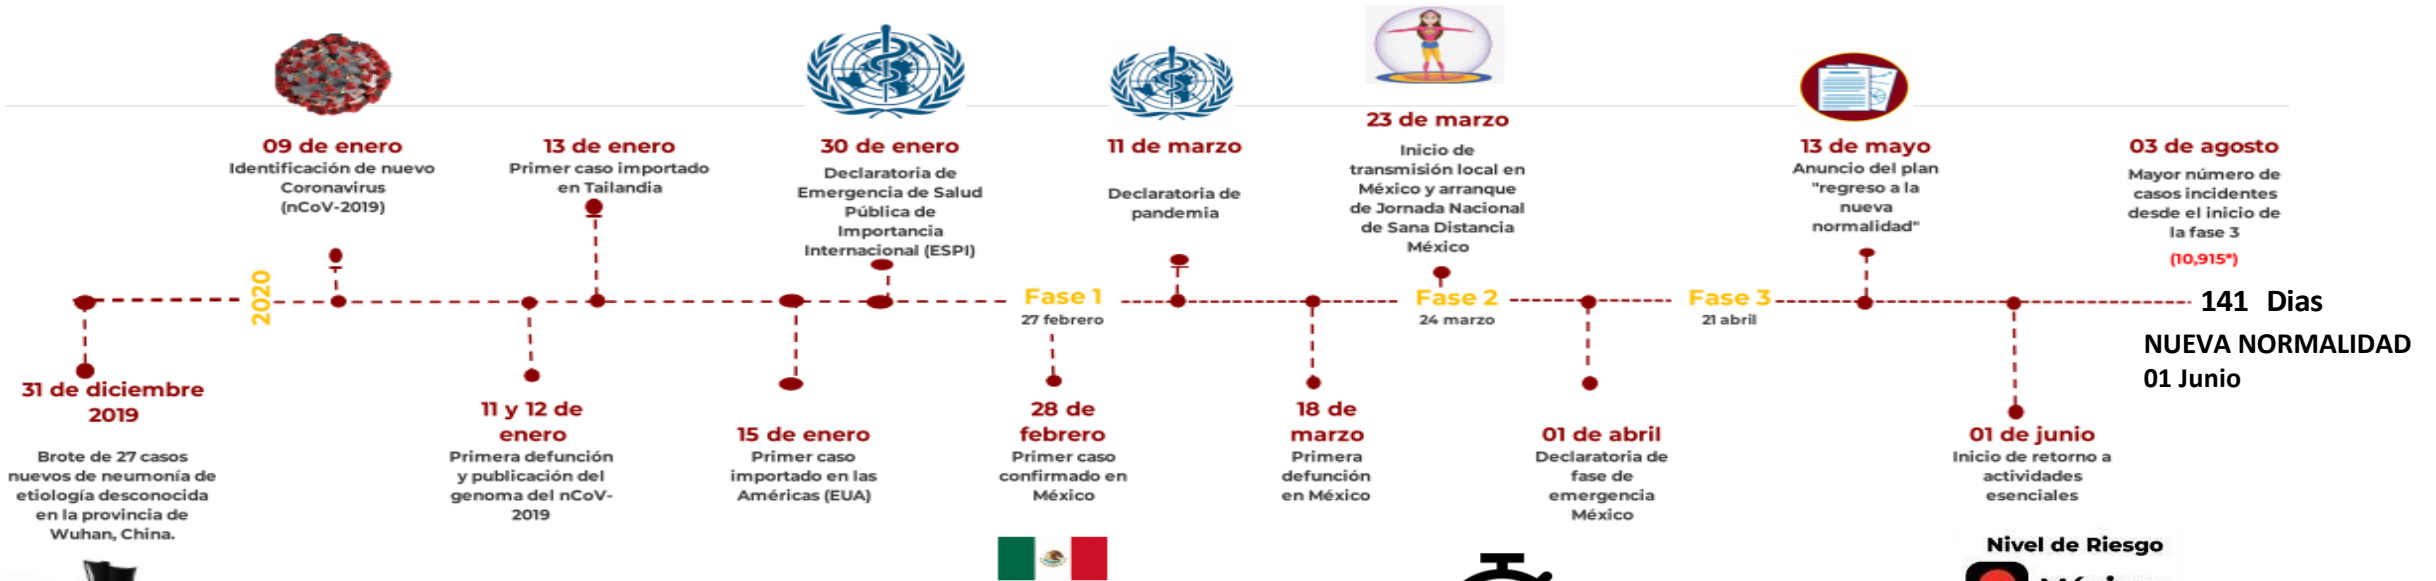 09 de enero
Identificación de nuevo
Coronavirus
(nCoV-2019)
13 de enero
Primer caso importado
en Tailandia
30 de enero
Declaratoria de
Emergencia de Salud
Pública de
Importancia
Internacional (ESPI)
11 de marzo
Declaratoria de
pandemia
23 de marzo
Inicio de
transmisión local en
México y arranque
de Jornada Nacional
de Sana Distancia
México
13 de mayo
Anuncio del plan
"regreso a la
nueva
normalidad"
03 de agosto
Mayor número de
casos incidentes
desde el inicio de
la fase 3
(10,915*)
2020
Fase 1
27 febrero
Fase 2
24 marzo
Fase 3
21 abril
141 Dias
NUEVA NORMALIDAD
01 Junio
31 de diciembre
2019
Brote de 27 casos
nuevos de neumonía de
etiología desconocida
en la provincia de
Wuhan, China.
11 y 12 de
enero
Primera defunción
y publicación del
genoma del nCoV-
2019
15 de enero
Primer caso
importado en las
Américas (EUA)
28 de
febrero
Primer caso
confirmado en
México
18 de
marzo
Primera
defunción
en México
01 de abril
Declaratoria de
fase de
emergencia
México
01 de junio
Inicio de retorno a
actividades
esenciales
Nivel de Riesgo